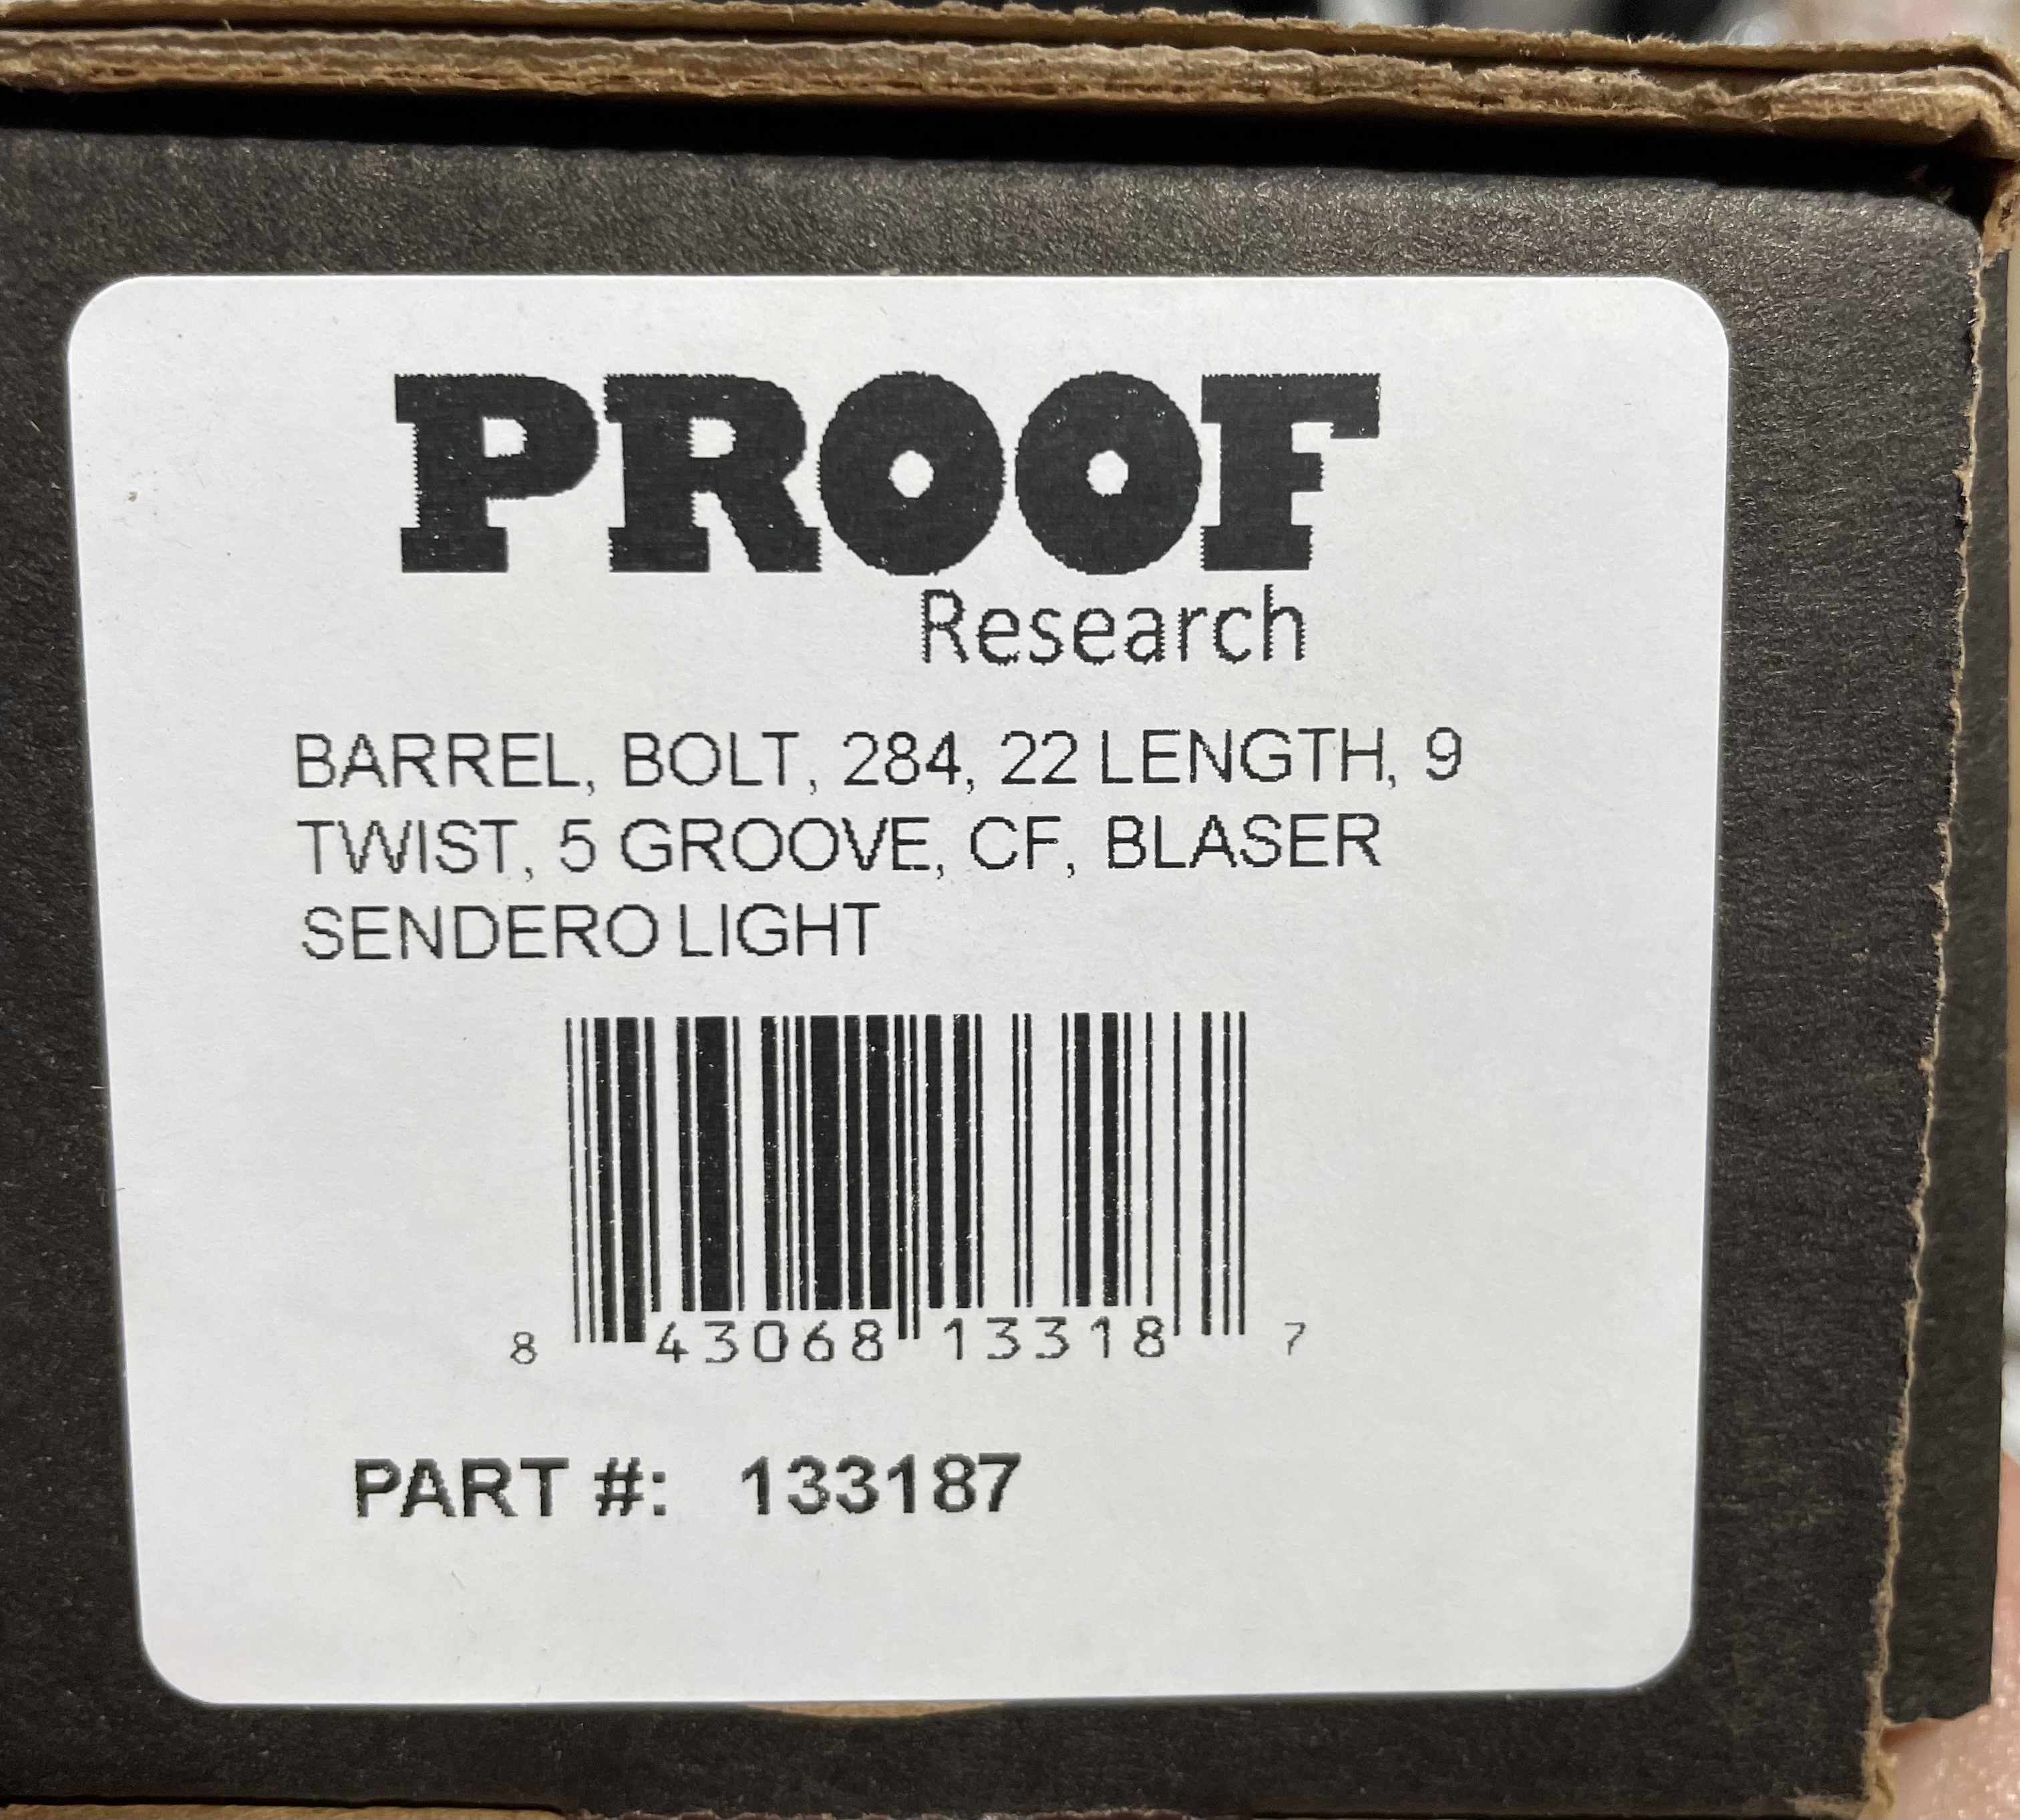 PROOF
Research
BARREL, BOLT, 284, 22 LENGTH, 9
TWIST, 5 GROOVE, CF, BLASER
SENDERO LIGHT
8 43068 13318 7
PART #: 133187